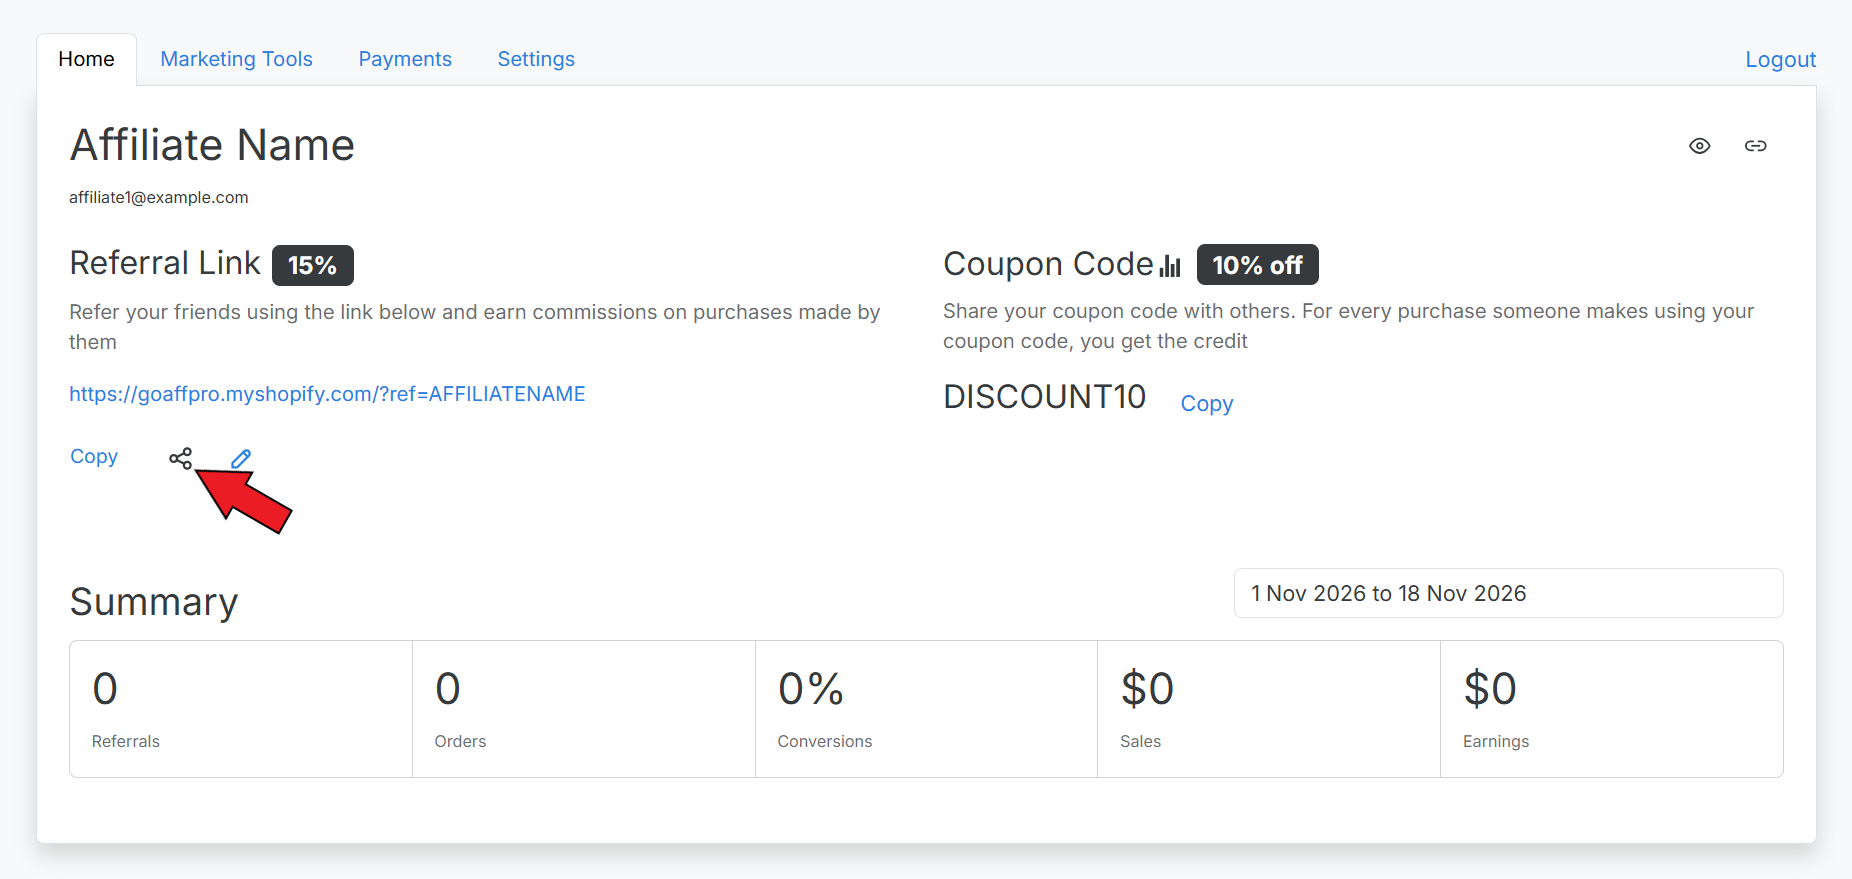 Home
Marketing Tools
Payments
Settings
Logout
Affiliate Name
affiliate1@example.com
Referral Link 15%
Refer your friends using the link below and earn commissions on purchases made by
them
https://goaffpro.myshopify.com/?ref=AFFILIATENAME
Copy
Coupon Code 10% off
Share your coupon code with others. For every purchase someone makes using your
coupon code, you get the credit
DISCOUNT10 Copy
Summary
1 Nov 2026 to 18 Nov 2026
0
Referrals
0
Orders
0%
Conversions
$0
Sales
$0
Earnings